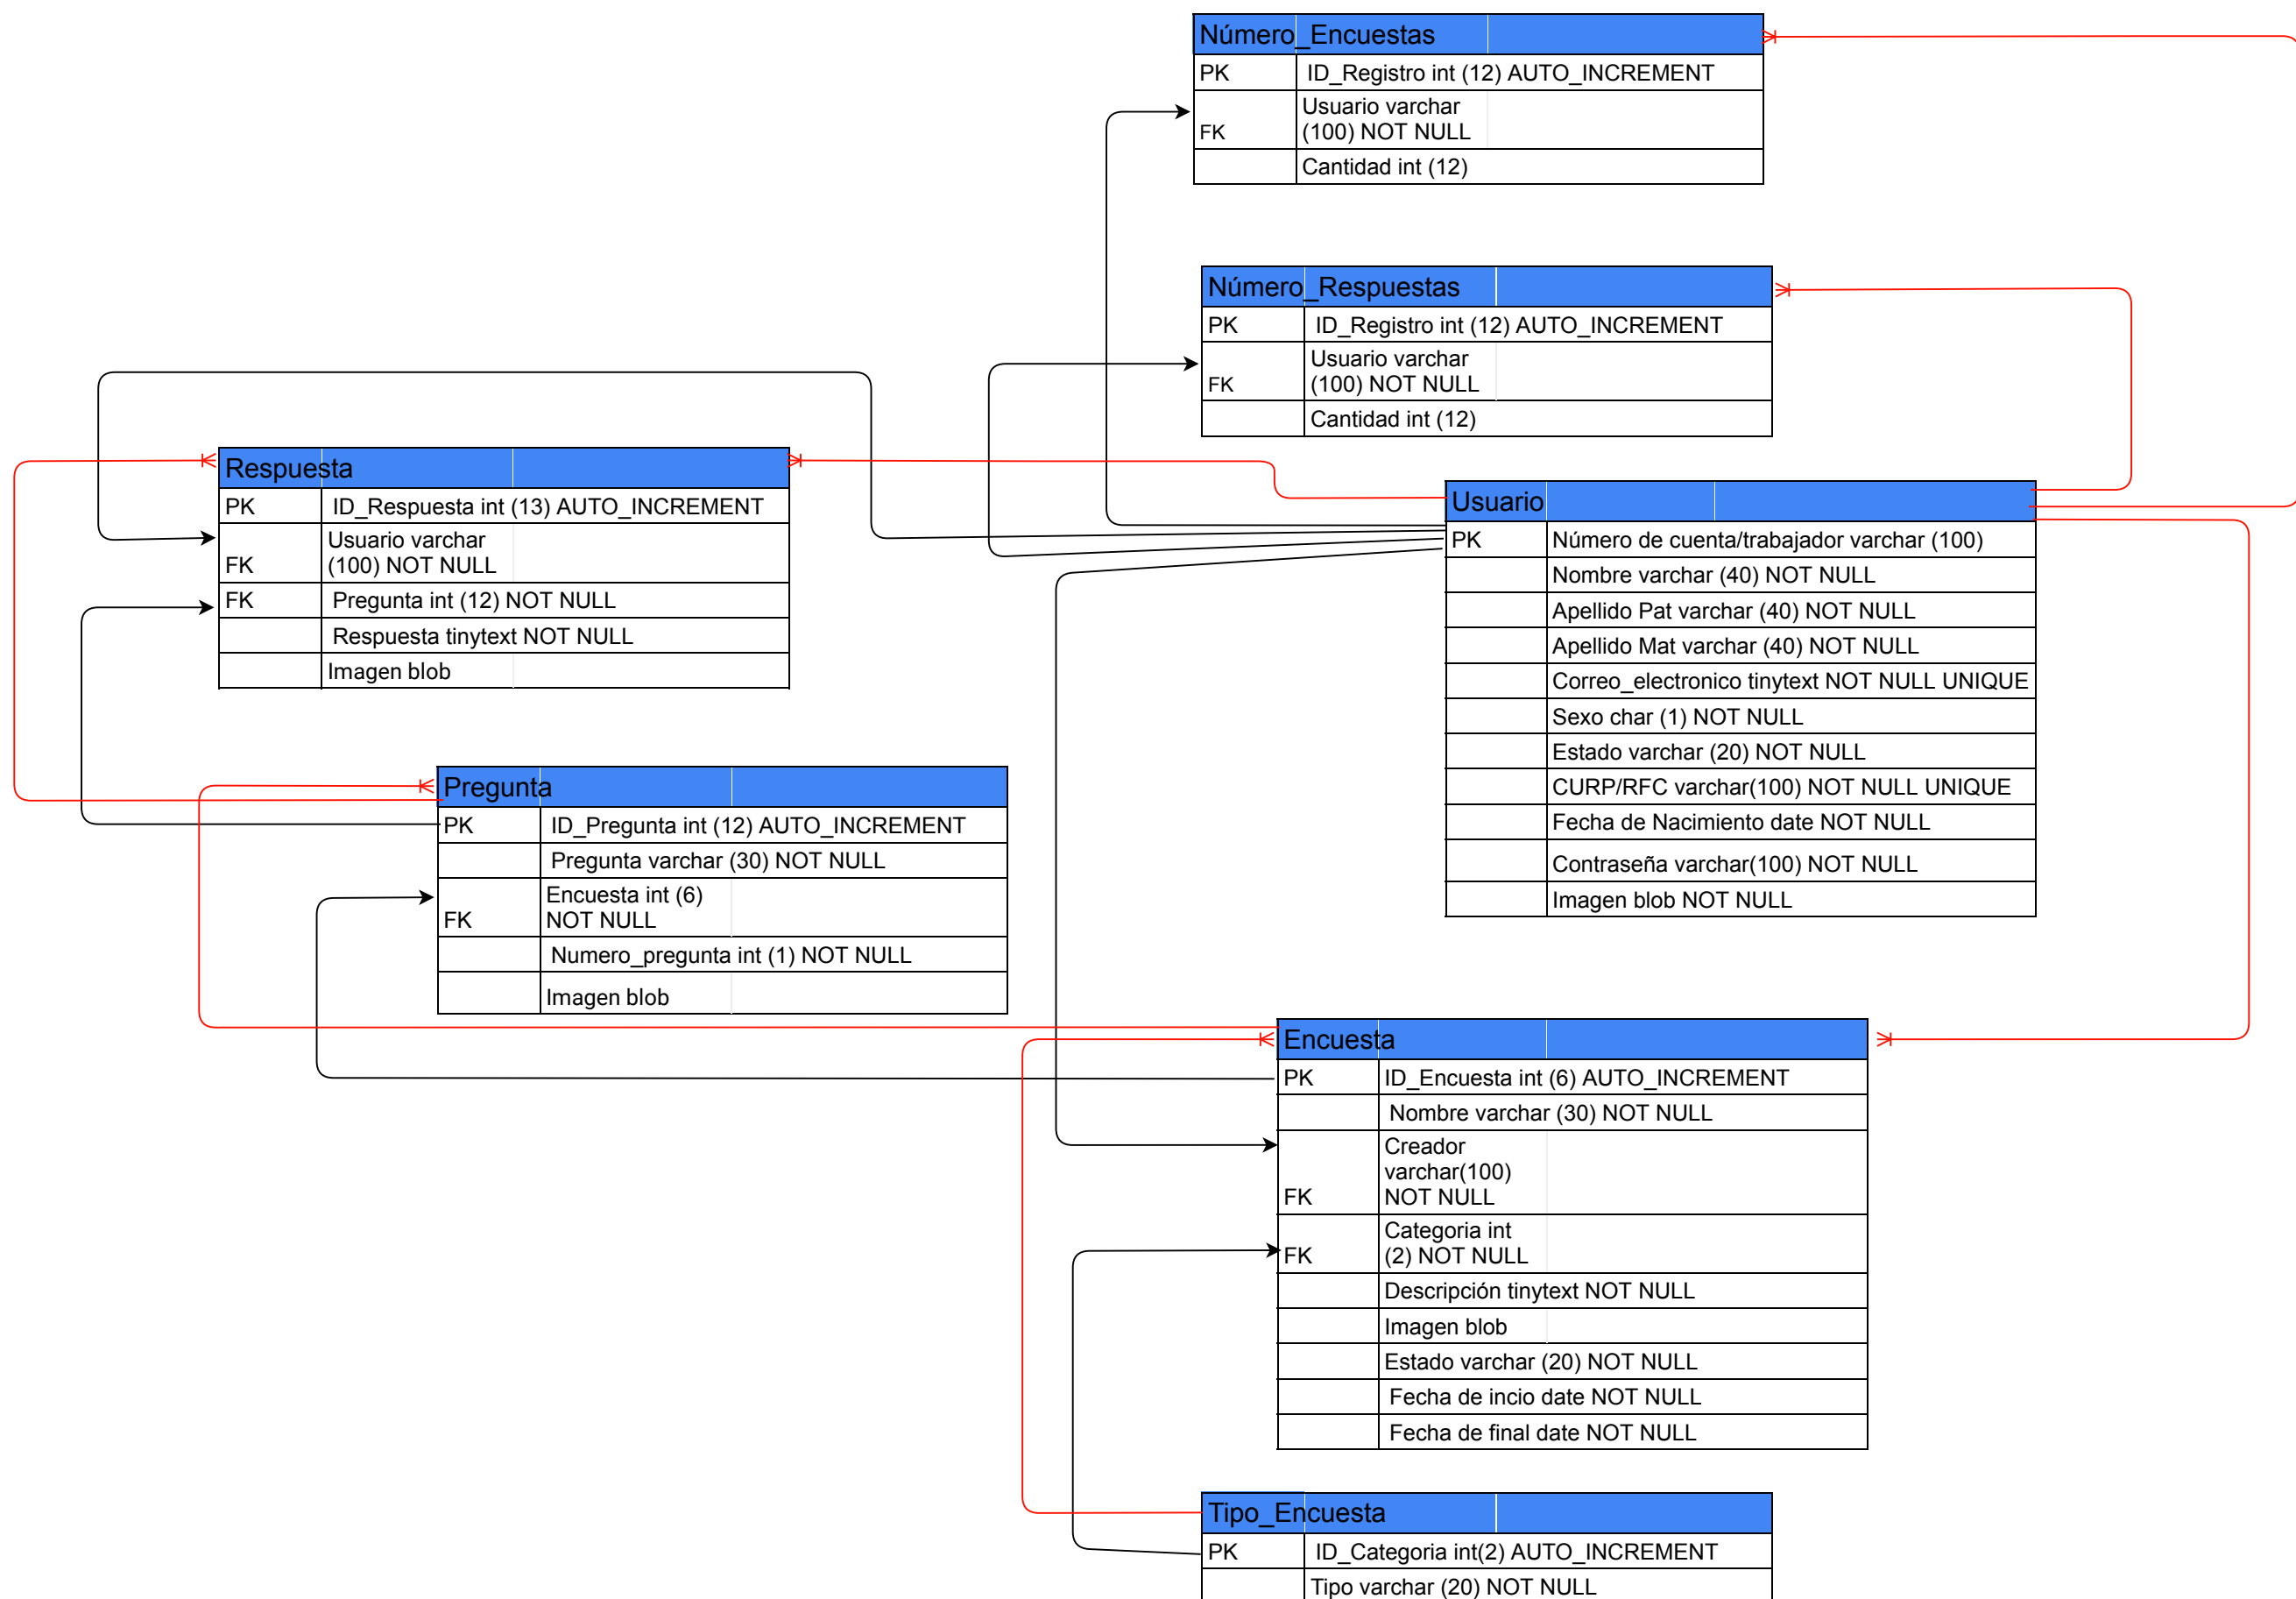 Número_Encuestas
PK ID_Registro int (12) AUTO_INCREMENT
Usuario varchar
FK (100) NOT NULL
Cantidad int (12)
Número_Respuestas
PK ID_Registro int (12) AUTO_INCREMENT
Usuario varchar
FK (100) NOT NULL
Cantidad int (12)
Respuesta
PK ID_Respuesta int (13) AUTO_INCREMENT
Usuario varchar
FK (100) NOT NULL
FK Pregunta int (12) NOT NULL
Respuesta tinytext NOT NULL
Imagen blob
Usuario
PK Número de cuenta/trabajador varchar (100)
Nombre varchar (40) NOT NULL
Apellido Pat varchar (40) NOT NULL
Apellido Mat varchar (40) NOT NULL
Correo_electronico tinytext NOT NULL UNIQUE
Sexo char (1) NOT NULL
Estado varchar (20) NOT NULL
CURP/RFC varchar(100) NOT NULL UNIQUE
Fecha de Nacimiento date NOT NULL
Contraseña varchar(100) NOT NULL
Imagen blob NOT NULL
Pregunta
PK ID_Pregunta int (12) AUTO_INCREMENT
Pregunta varchar (30) NOT NULL
Encuesta int (6)
FK NOT NULL
Numero_pregunta int (1) NOT NULL
Imagen blob
Encuesta
PK ID_Encuesta int (6) AUTO_INCREMENT
Nombre varchar (30) NOT NULL
Creador
varchar(100)
FK NOT NULL
Categoria int
FK (2) NOT NULL
Descripción tinytext NOT NULL
Imagen blob
Estado varchar (20) NOT NULL
Fecha de incio date NOT NULL
Fecha de final date NOT NULL
Tipo_Encuesta
PK ID_Categoria int(2) AUTO_INCREMENT
Tipo varchar (20) NOT NULL